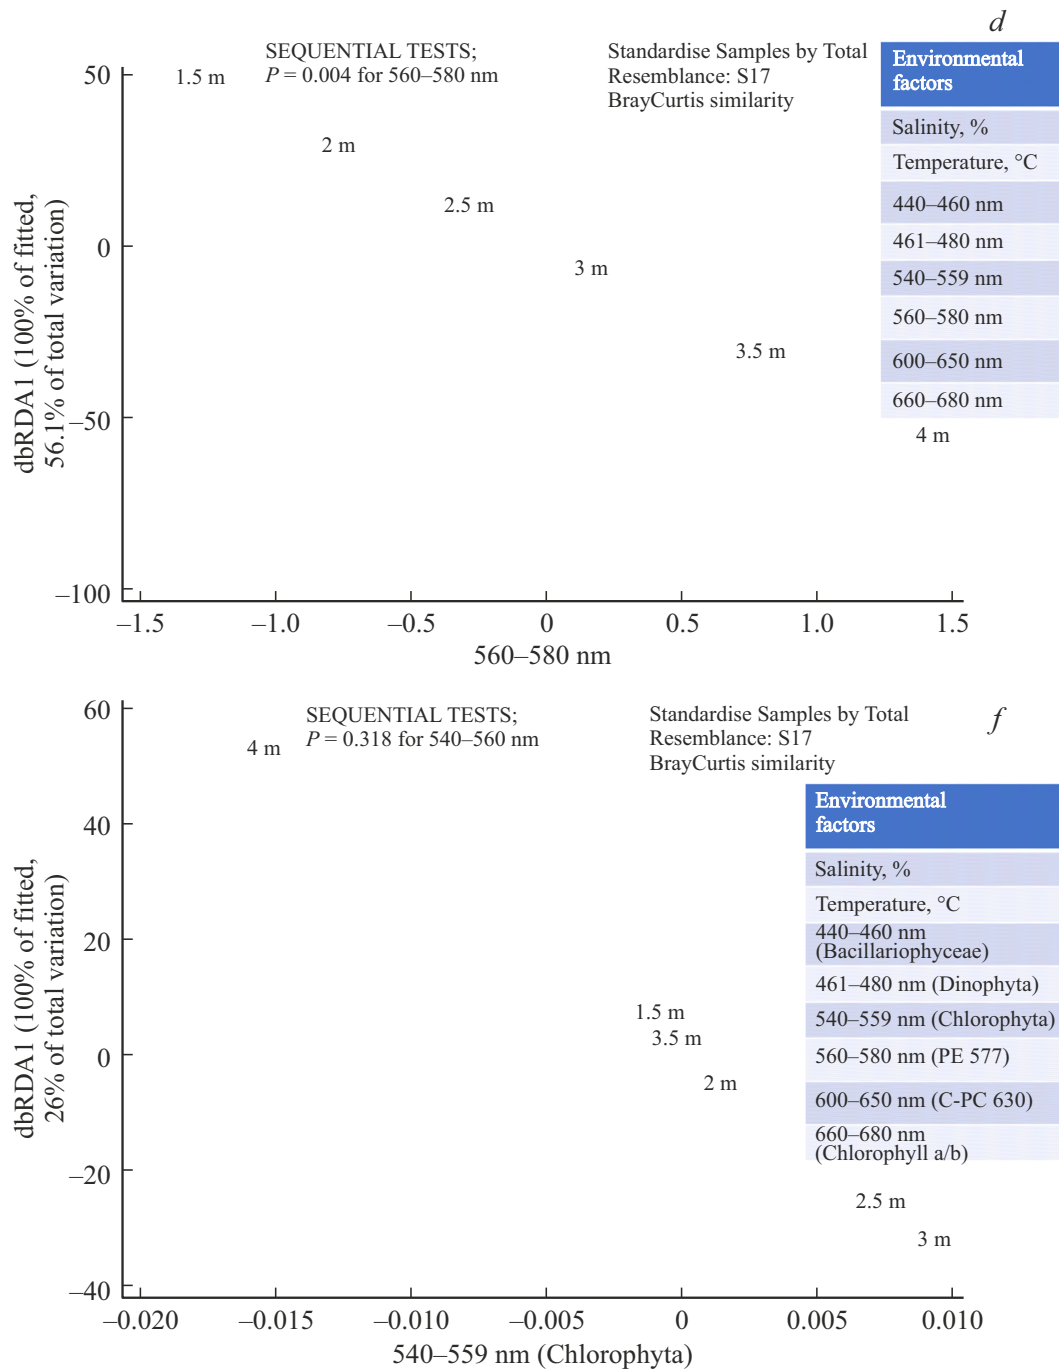 d
SEQUENTIAL TESTS;
P = 0.004 for 560–580 nm
Standardise Samples by Total
Resemblance: S17
BrayCurtis similarity
Environmental
factors
Salinity, %
Temperature, °C
440–460 nm
461–480 nm
540–559 nm
560–580 nm
600–650 nm
660–680 nm
1.5 m
2 m
2.5 m
3 m
3.5 m
4 m
dbRDA1 (100% of fitted,
56.1% of total variation)
50
0
–50
–100
–1.5
–1.0
–0.5
0
0.5
1.0
1.5
560–580 nm
f
SEQUENTIAL TESTS;
P = 0.318 for 540–560 nm
Standardise Samples by Total
Resemblance: S17
BrayCurtis similarity
Environmental
factors
Salinity, %
Temperature, °C
440–460 nm
(Bacillariophyceae)
461–480 nm (Dinophyta)
540–559 nm (Chlorophyta)
560–580 nm (PE 577)
600–650 nm (C-PC 630)
660–680 nm
(Chlorophyll a/b)
4 m
1.5 m
3.5 m
2 m
2.5 m
3 m
dbRDA1 (100% of fitted,
26% of total variation)
60
40
20
0
–20
–40
–0.020
–0.015
–0.010
–0.005
0
0.005
0.010
540–559 nm (Chlorophyta)